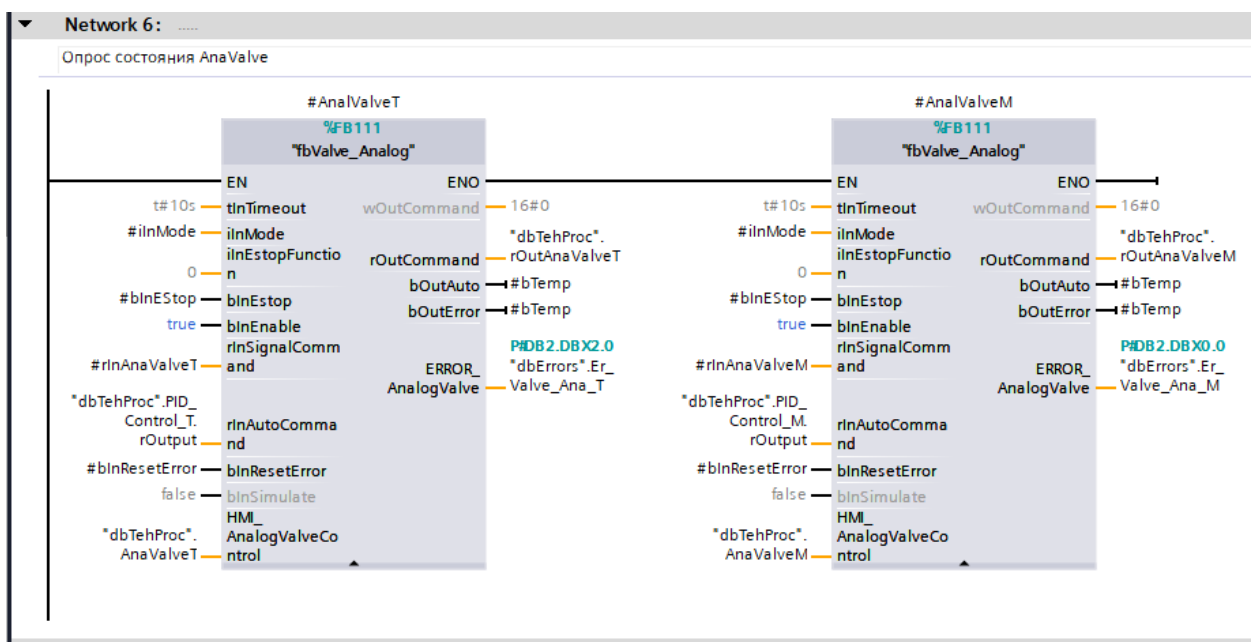 Network 6: .....
Опрос состояния AnaValve
#AnalValveT
%FB111
"fbValve_Analog"
EN
ENO
t#10s
tInTimeout
wOutCommand
16#0
#iInMode
iInMode
iInEstopFunctio
n
0
rOutCommand
"dbTehProc".
rOutAnaValveT
bOutAuto
#bTemp
#bInEStop
bInEstop
bOutError
#bTemp
true
bInEnable
#rInAnaValveT
rInSignalComm
and
ERROR_
AnalogValve
P#DB2.DBX2.0
"dbErrors".Er_
Valve_Ana_T
"dbTehProc".PID_
Control_T.
rOutput
rInAutoComma
nd
#bInResetError
bInResetError
false
bInSimulate
"dbTehProc".
AnaValveT
HMI_
AnalogValveCo
ntrol
#AnalValveM
%FB111
"fbValve_Analog"
EN
ENO
t#10s
tInTimeout
wOutCommand
16#0
#iInMode
iInMode
iInEstopFunctio
n
0
rOutCommand
"dbTehProc".
rOutAnaValveM
bOutAuto
#bTemp
#bInEStop
bInEstop
bOutError
#bTemp
true
bInEnable
#rInAnaValveM
rInSignalComm
and
ERROR_
AnalogValve
P#DB2.DBX0.0
"dbErrors".Er_
Valve_Ana_M
"dbTehProc".PID_
Control_M.
rOutput
rInAutoComma
nd
#bInResetError
bInResetError
false
bInSimulate
"dbTehProc".
AnaValveM
HMI_
AnalogValveCo
ntrol